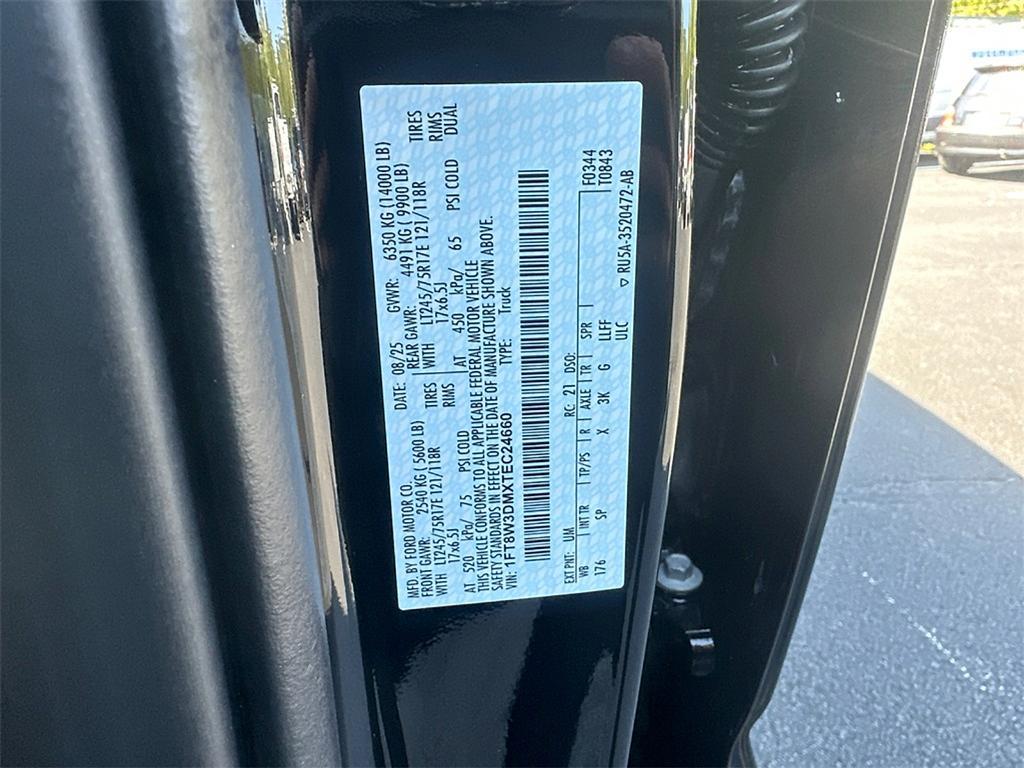 MFD. BY FORD MOTOR CO.
DATE: 08/25 GVWR: 6350 KG (14000 LB)
FRONT GAWR: 2540 KG (5600 LB) REAR GAWR: 4491 KG (9900 LB)
WITH LT245/75R17E 121/118R TIRES WITH LT245/75R17E 121/118R TIRES
17x6.5J RIMS 17x6.5J RIMS
AT 520 kPa/ 75 PSI COLD AT 450 kPa/ 65 PSI COLD DUAL
THIS VEHICLE CONFORMS TO ALL APPLICABLE FEDERAL MOTOR VEHICLE
SAFETY STANDARDS IN EFFECT ON THE DATE OF MANUFACTURE SHOWN ABOVE.
VIN: 1FT8W3DMXTEC24660 TYPE: Truck
EXT PNT: UM RC: 21 DSO: F0344
WB INT TR TP/PS R AXLE TR SPR T0843
176 SP X 3K G LLFF
ULC ▽ RU5A-3520472-AB